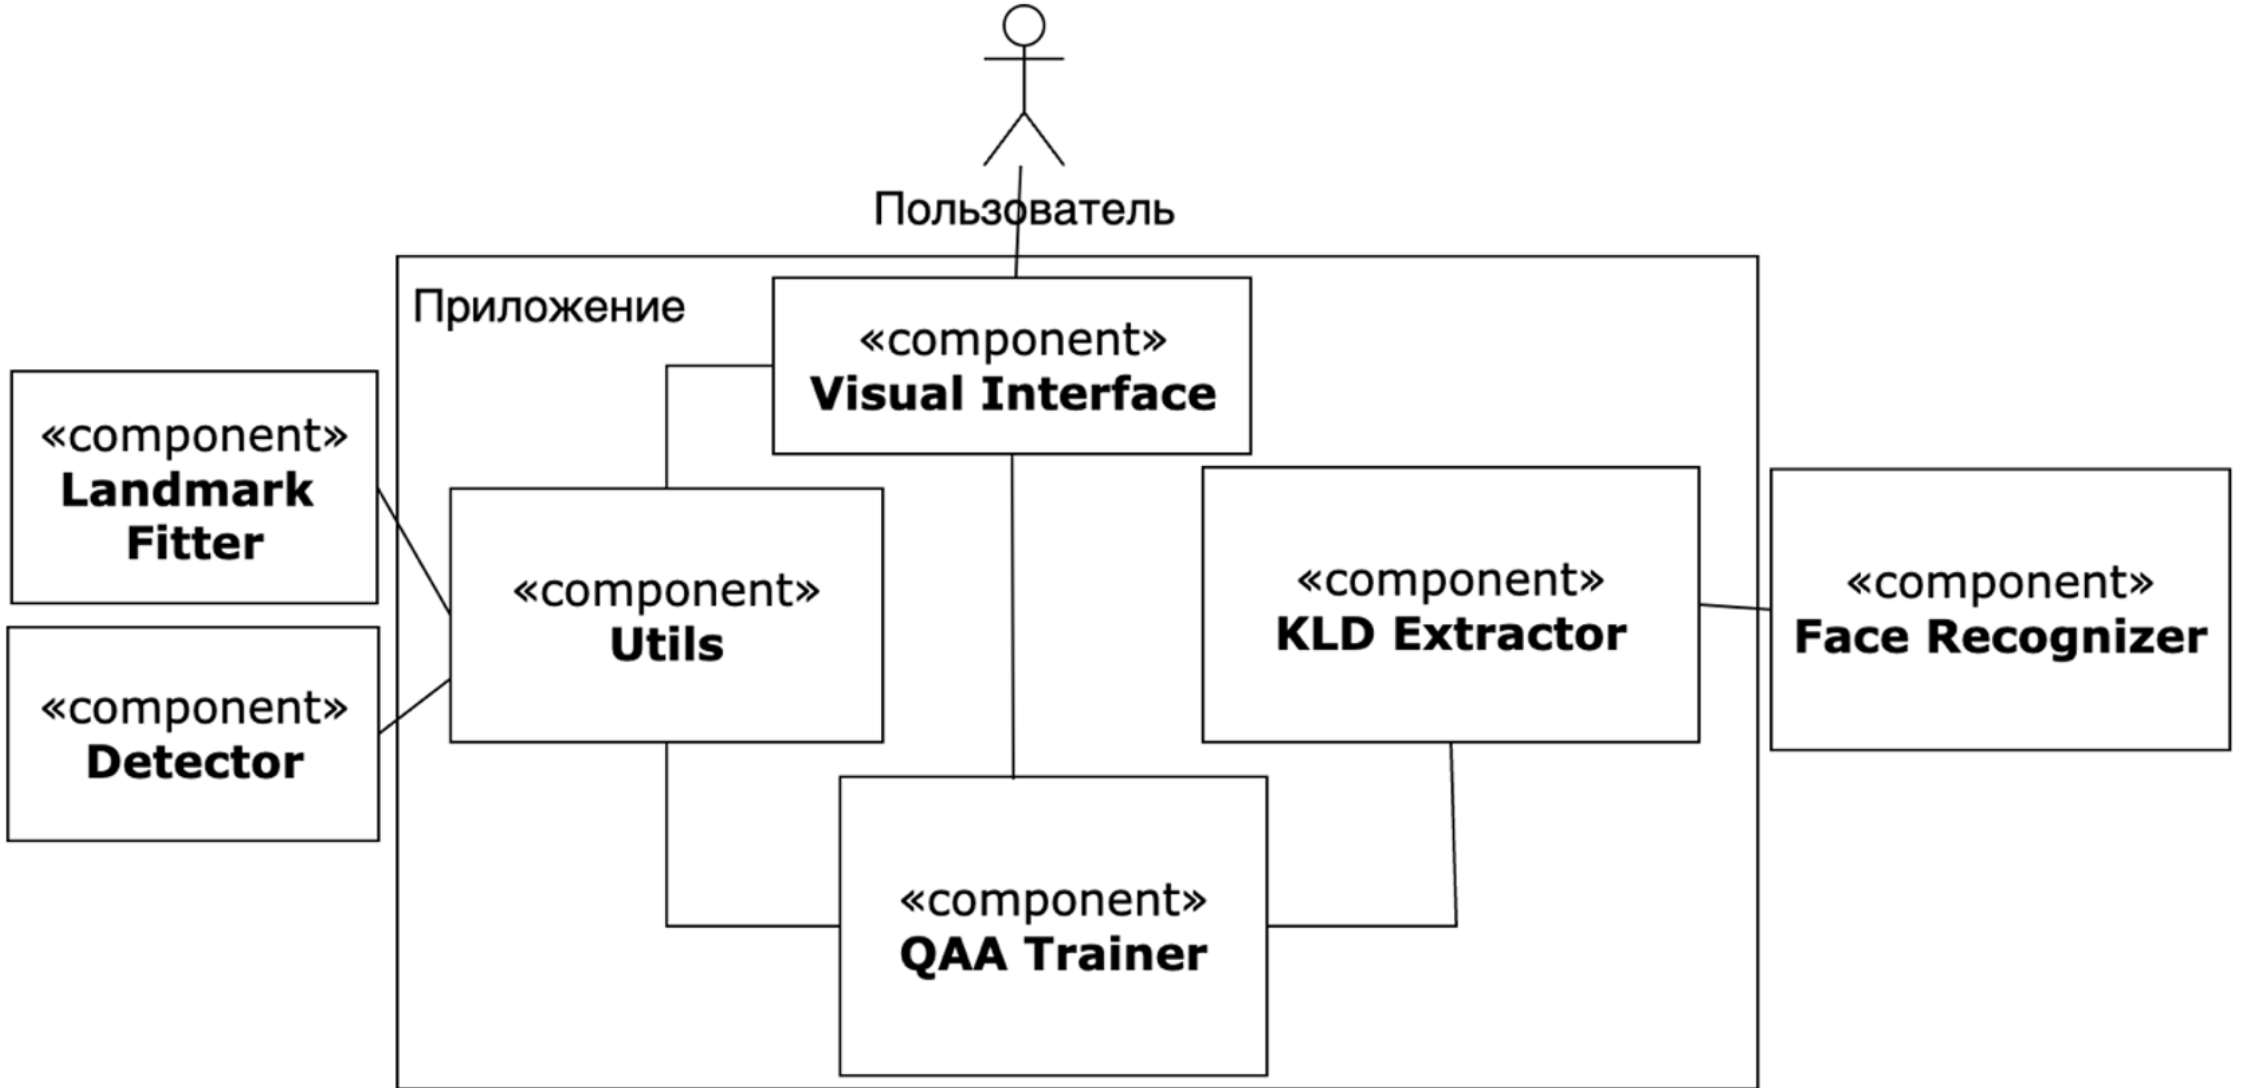 Пользователь
Приложение
«component»
Visual Interface
«component»
Landmark
Fitter
«component»
Utils
«component»
KLD Extractor
«component»
Face Recognizer
«component»
Detector
«component»
QAA Trainer